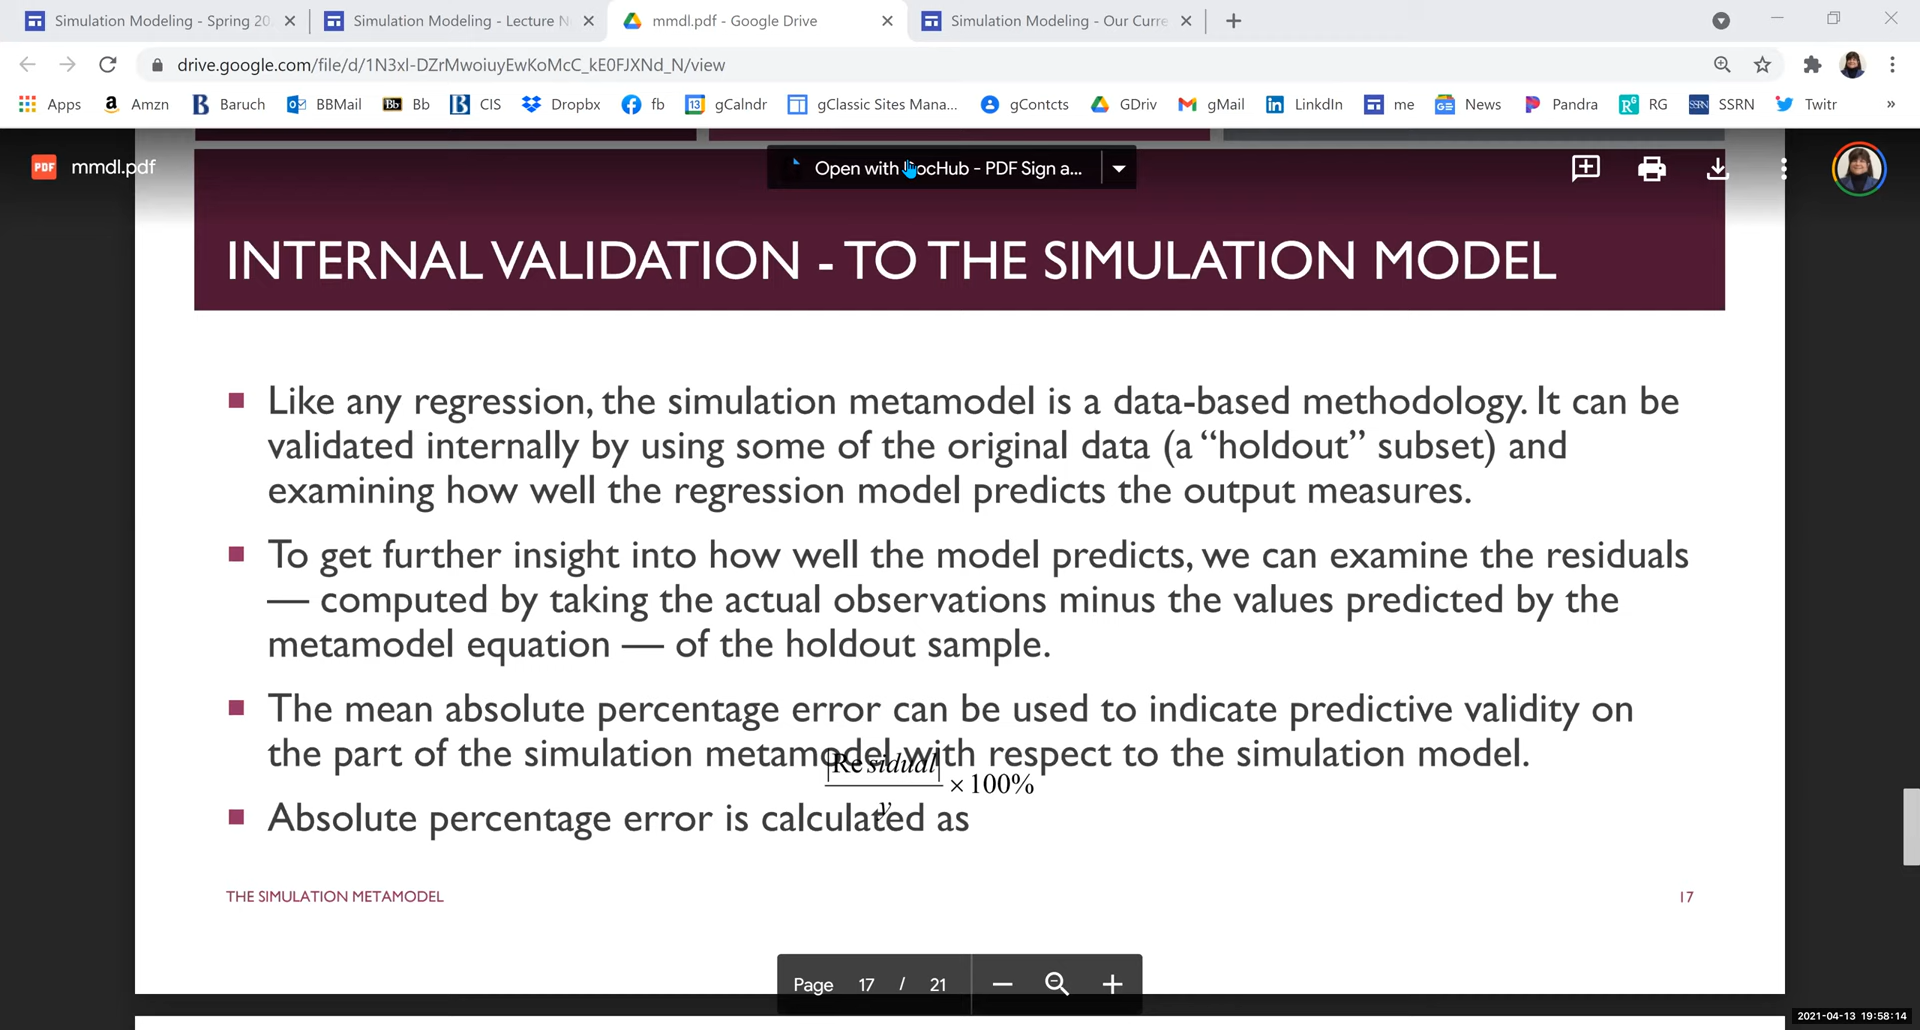 Simulation Modeling - Spring 20
Simulation Modeling - Lecture N
mmdl.pdf - Google Drive
Simulation Modeling - Our Curre
drive.google.com/file/d/1N3xl-DZrMwoiuyEwKoMcC_kE0FJXNd_N/view
Apps
Amzn
Baruch
BBMail
Bb
CIS
Dropbx
fb
gCalndr
gClassic Sites Mana...
gContcts
GDriv
gMail
LinkdIn
me
News
Pandra
RG
SSRN
Twitr
»
PDF
mmdl.pdf
Open with DocHub - PDF Sign a...
INTERNAL VALIDATION - TO THE SIMULATION MODEL
Like any regression, the simulation metamodel is a data-based methodology. It can be
validated internally by using some of the original data (a “holdout” subset) and
examining how well the regression model predicts the output measures.
To get further insight into how well the model predicts, we can examine the residuals
— computed by taking the actual observations minus the values predicted by the
metamodel equation — of the holdout sample.
The mean absolute percentage error can be used to indicate predictive validity on
the part of the simulation metamodel with respect to the simulation model.
|Residual|
× 100%
y
Absolute percentage error is calculated as
THE SIMULATION METAMODEL
17
Page 17 / 21
2021-04-13 19:58:14